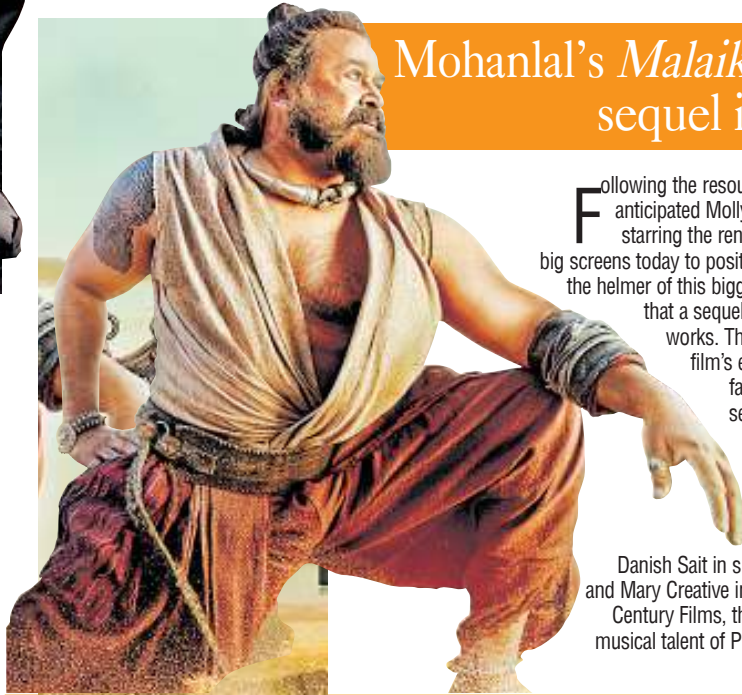 Mohanlal's Malaik
sequel i
Following the resou
anticipated Molly
starring the ren
big screens today to posit
the helmer of this bigg
that a sequel
works. Th
film's e
fa
se
Danish Sait in s
and Mary Creative in
Century Films, th
musical talent of P